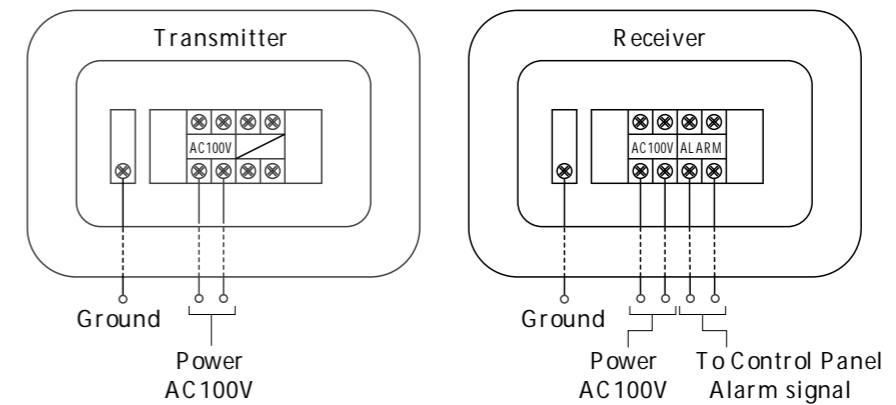 Transmitter
AC100V
Ground
Power
AC100V
Receiver
AC100V ALARM
Ground
Power
AC100V
To Control Panel
Alarm signal